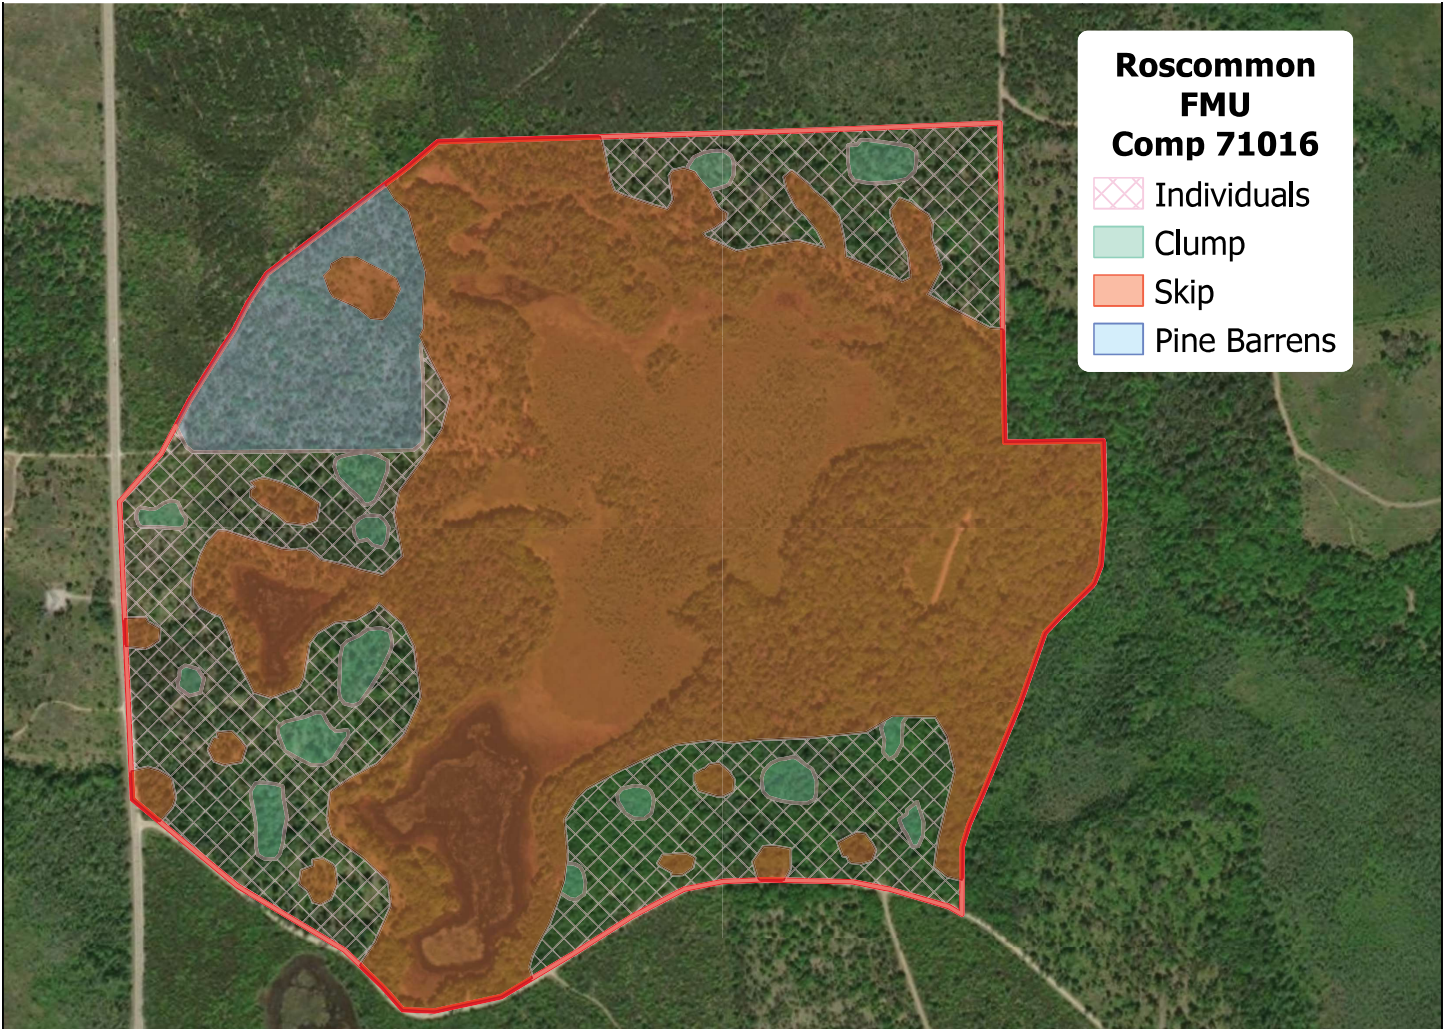 Roscommon
FMU
Comp 71016
Individuals
Clump
Skip
Pine Barrens